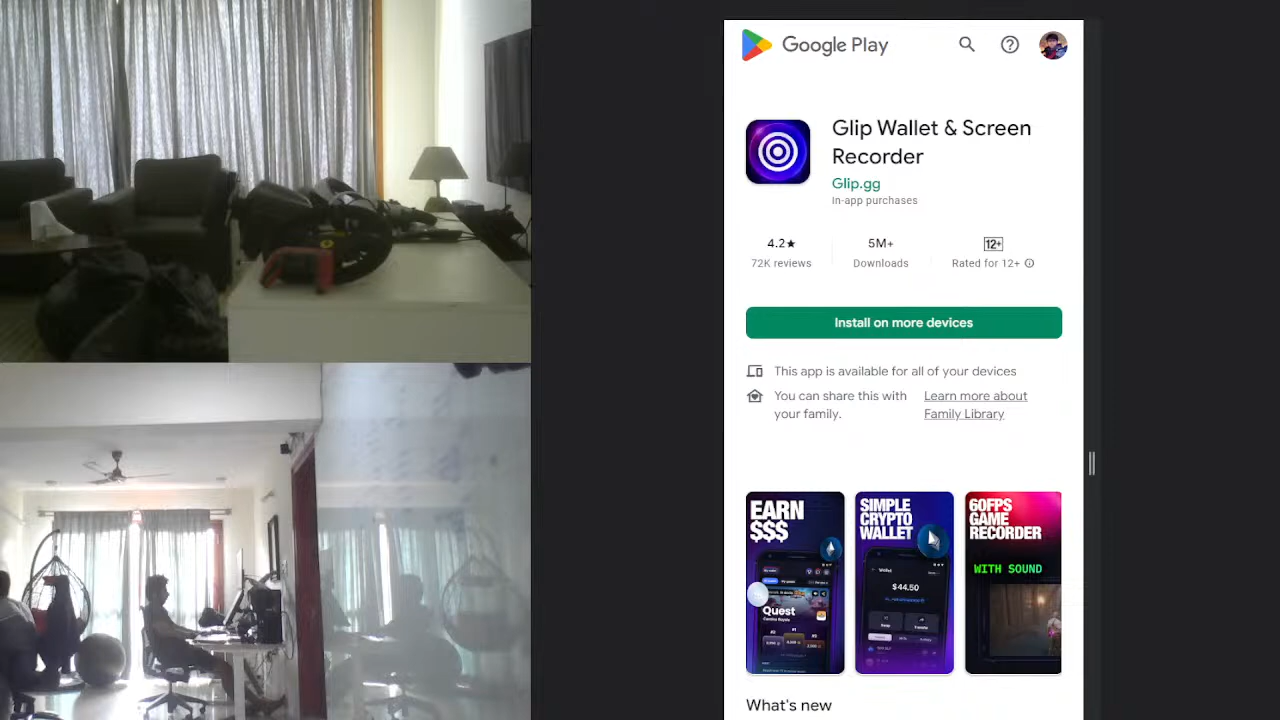 Google Play
Glip Wallet & Screen
Recorder
Glip.gg
In-app purchases
4.2★
72K reviews
5M+
Downloads
12+
Rated for 12+
Install on more devices
This app is available for all of your devices
You can share this with
your family.
Learn more about
Family Library
EARN
$$$
Quest
SIMPLE
CRYPTO
WALLET
Wallet
$44.50
60FPS
GAME
RECORDER
WITH SOUND
What's new